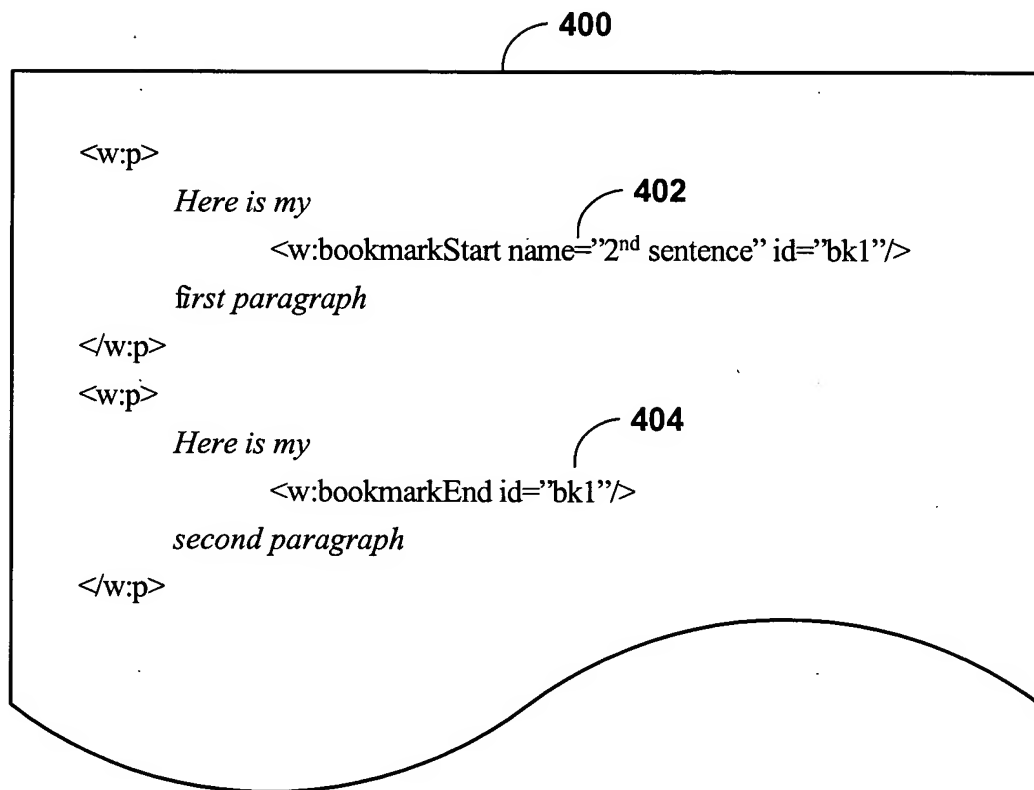 400
<w:p>
Here is my
402
<w:bookmarkStart name=”2nd sentence” id=”bk1”/>
first paragraph
</w:p>
<w:p>
Here is my
404
<w:bookmarkEnd id=”bk1”/>
second paragraph
</w:p>